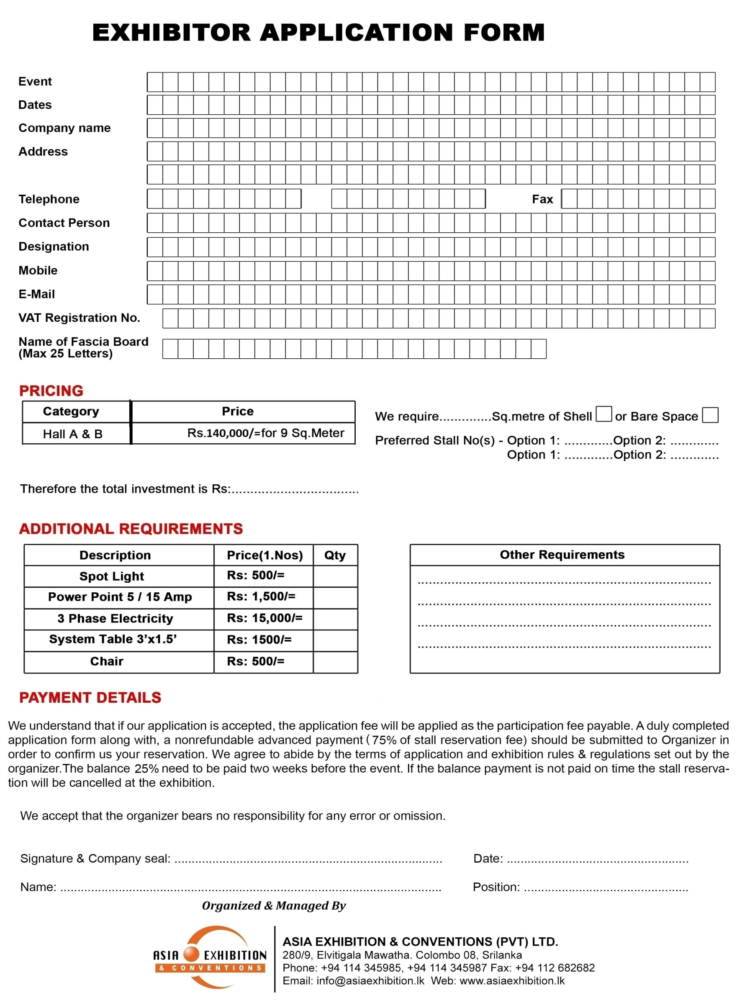 EXHIBITOR APPLICATION FORM
Event
Dates
Company name
Address
Telephone Fax
Contact Person
Designation
Mobile
E-Mail
VAT Registration No.
Name of Fascia Board
(Max 25 Letters)
PRICING
Category Price
Hall A & B Rs.140,000/=for 9 Sq.Meter
We require..............Sq.metre of Shell or Bare Space
Preferred Stall No(s) - Option 1: .............Option 2: .............
Option 1: .............Option 2: .............
Therefore the total investment is Rs:..................................
ADDITIONAL REQUIREMENTS
Description Price(1.Nos) Qty
Spot Light Rs: 500/=
Power Point 5 / 15 Amp Rs: 1,500/=
3 Phase Electricity Rs: 15,000/=
System Table 3’x1.5’ Rs: 1500/=
Chair Rs: 500/=
Other Requirements
PAYMENT DETAILS
We understand that if our application is accepted, the application fee will be applied as the participation fee payable. A duly completed
application form along with, a nonrefundable advanced payment ( 75% of stall reservation fee) should be submitted to Organizer in
order to confirm us your reservation. We agree to abide by the terms of application and exhibition rules & regulations set out by the
organizer.The balance 25% need to be paid two weeks before the event. If the balance payment is not paid on time the stall reserva-
tion will be cancelled at the exhibition.
We accept that the organizer bears no responsibility for any error or omission.
Signature & Company seal: .............................................................................. Date: .....................................................
Name: ............................................................................................................... Position: ................................................
Organized & Managed By
ASIA EXHIBITION
& CONVENTIONS
ASIA EXHIBITION & CONVENTIONS (PVT) LTD.
280/9, Elvitigala Mawatha. Colombo 08, Srilanka
Phone: +94 114 345985, +94 114 345987 Fax: +94 112 682682
Email: info@asiaexhibition.lk Web: www.asiaexhibition.lk